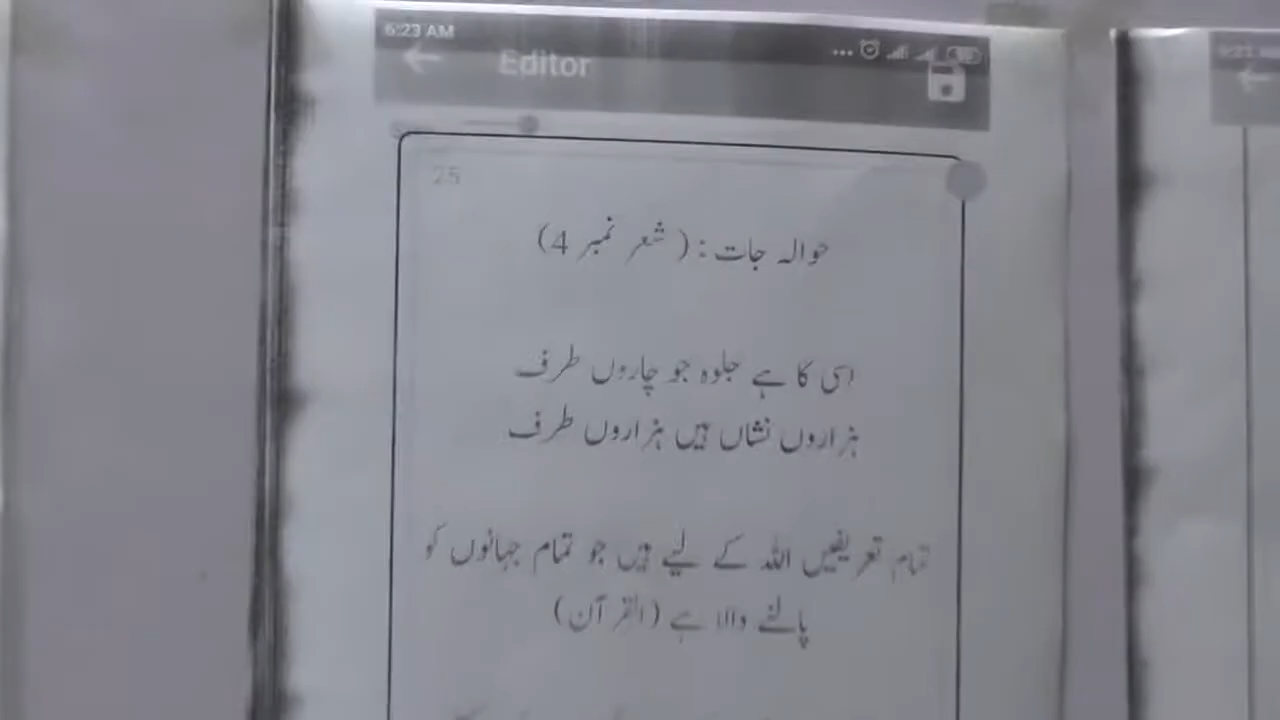 6:23 AM
Editor
25
حوالہ جات : ( شعر نمبر 4)
اسی کا ہے جلوہ جو چاروں طرف
ہزاروں نشاں ہیں ہزاروں طرف
تمام تعریفیں اللہ کے لیے ہیں جو تمام جہانوں کو
پالنے والا ہے (القرآن)